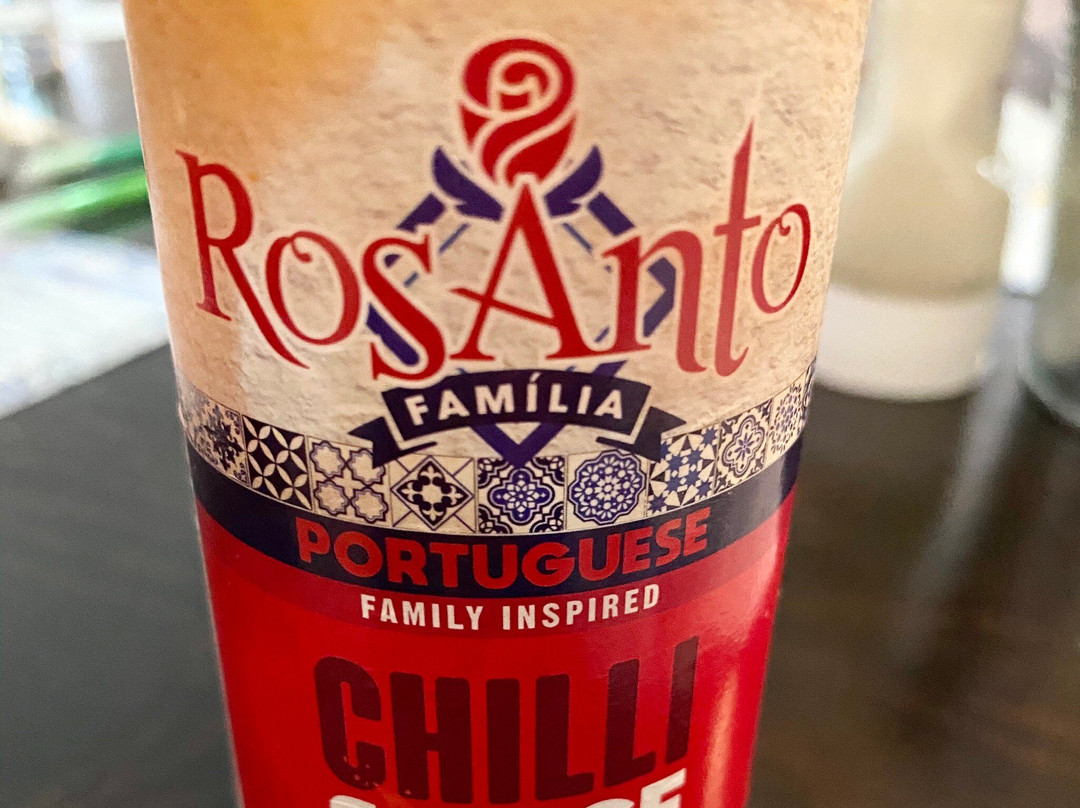 RosAnto
FAMÍLIA
PORTUGUESE
FAMILY INSPIRED
CHILLI